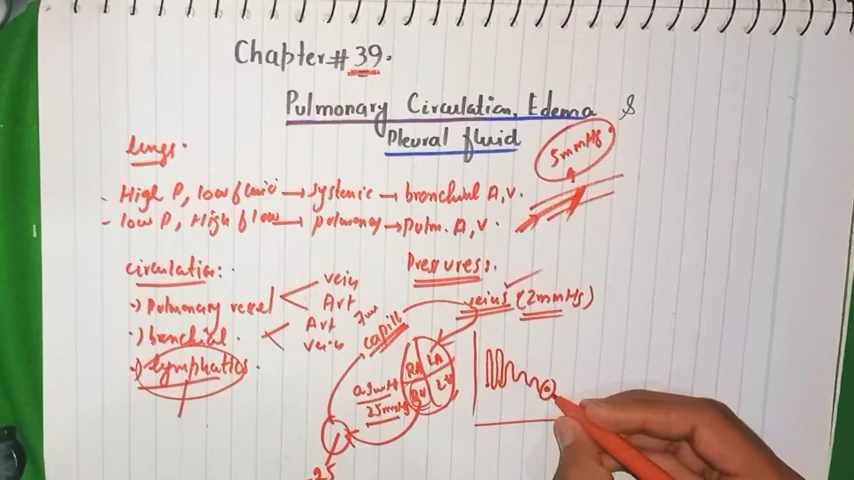 Chapter# 39.
Pulmonary Circulation, Edema &
Pleural fluid
5mmHg
lungs.
High P, low fluid → systemic → bronchial A, V.
low P, High flow → pulmonary → Pulm. A, V.
circulation:
Pressures:
·) Pulmonary vessel
vein
Art
·) bronchial.
Art
vein
·) lymphatics
capill
veins (2mmHg)
RA LA
RV LV
25mmHg
25